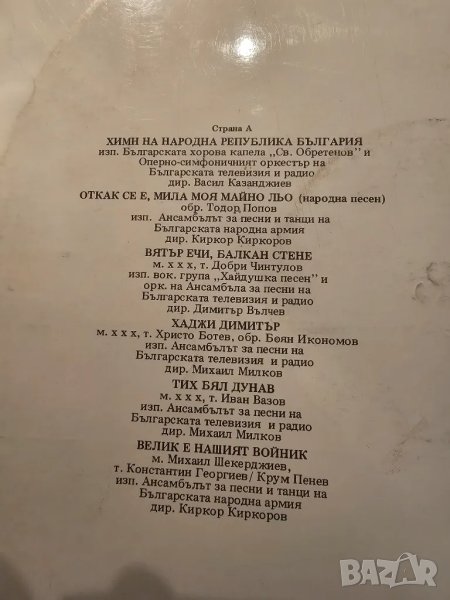 Страна А
ХИМН НА НАРОДНА РЕПУБЛИКА БЪЛГАРИЯ
изп. Българската хорова капела ,,Св. Обретенов" и
Оперно-симфоничният оркестър на
Българската телевизия и радио
дир. Васил Казанджиев
ОТКАК СЕ Е, МИЛА МОЯ МАЙНО ЛЬО (народна песен)
обр. Тодор Попов
изп. Ансамбълът за песни и танци на
Българската народна армия
дир. Киркор Киркоров
ВЯТЪР ЕЧИ, БАЛКАН СТЕНЕ
м. х х х, т. Добри Чинтулов
изп. вок. група ,,Хайдушка песен" и
орк. на Ансамбъла за песни на
Българската телевизия и радио
дир. Димитър Вълчев
ХАДЖИ ДИМИТЪР
м. х х х, т. Христо Ботев, обр. Боян Икономов
изп. Ансамбълът за песни на
Българската телевизия и радио
дир. Михаил Милков
ТИХ БЯЛ ДУНАВ
м. х х х, т. Иван Вазов
изп. Ансамбълът за песни на
Българската телевизия и радио
дир. Михаил Милков
ВЕЛИК Е НАШИЯТ ВОЙНИК
м. Михаил Шекерджиев,
т. Константин Георгиев/ Крум Пенев
изп. Ансамбълът за песни и танци на
Българската народна армия
дир. Киркор Киркоров
BAZAR.bg